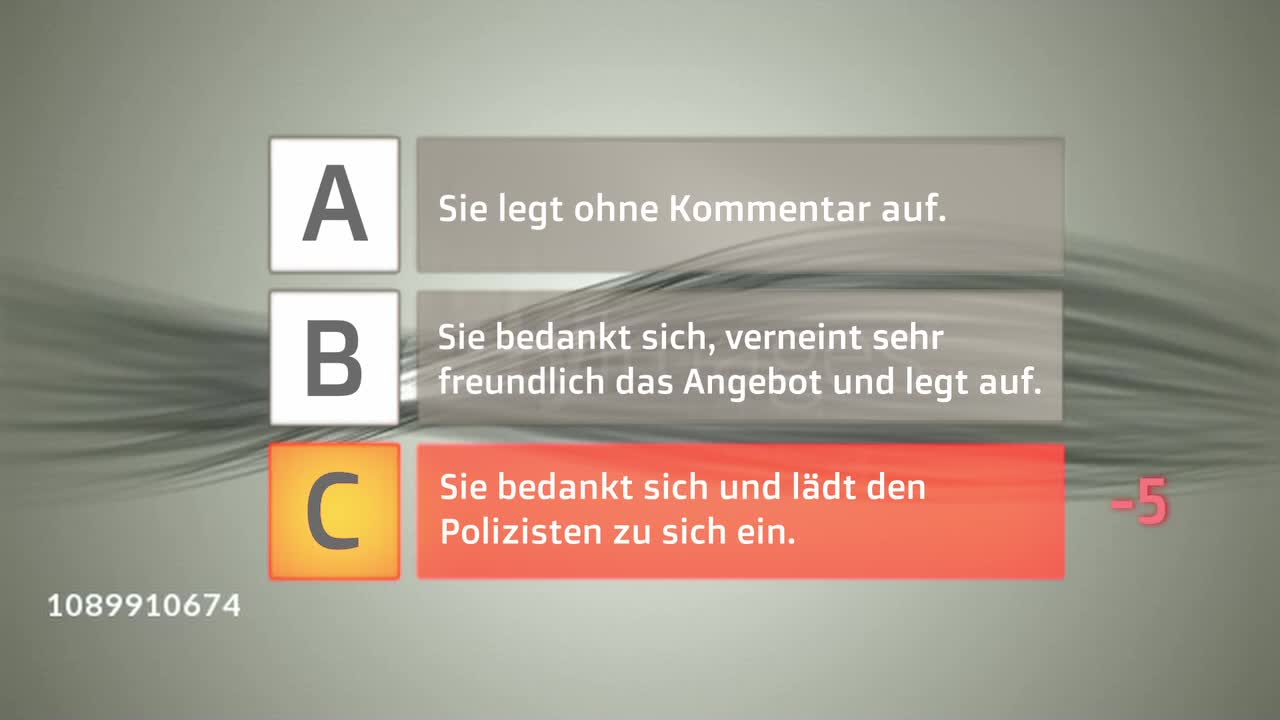 A
Sie legt ohne Kommentar auf.
B
Sie bedankt sich, verneint sehr
freundlich das Angebot und legt auf.
C
Sie bedankt sich und lädt den
Polizisten zu sich ein.
-5
1089910674